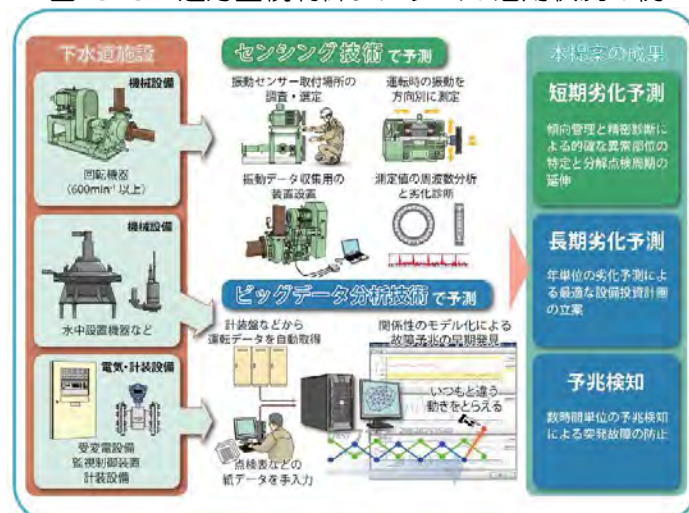 下水道施設
機械設備
回転機器
(600min⁻¹以上)
機械設備
水中設置機器など
電気・計装設備
受変電設備
監視制御装置
計装設備
センシング技術で予測
振動センサー取付場所の
調査・選定
運転時の振動を
方向別に測定
振動データ収集用の
装置設置
測定値の周波数分析
と劣化診断
ビッグデータ分析技術で予測
計装盤などから
運転データを自動取得
関係性のモデル化による
故障予兆の早期発見
いつもと違う
動きをとらえる
点検表などの
紙データを手入力
本提案の成果
短期劣化予測
傾向管理と精密診断に
よる的確な異常部位の
特定と分解点検周期の
延伸
長期劣化予測
年単位の劣化予測によ
る最適な設備投資計画
の立案
予兆検知
数時間単位の予兆検知
による突発故障の防止